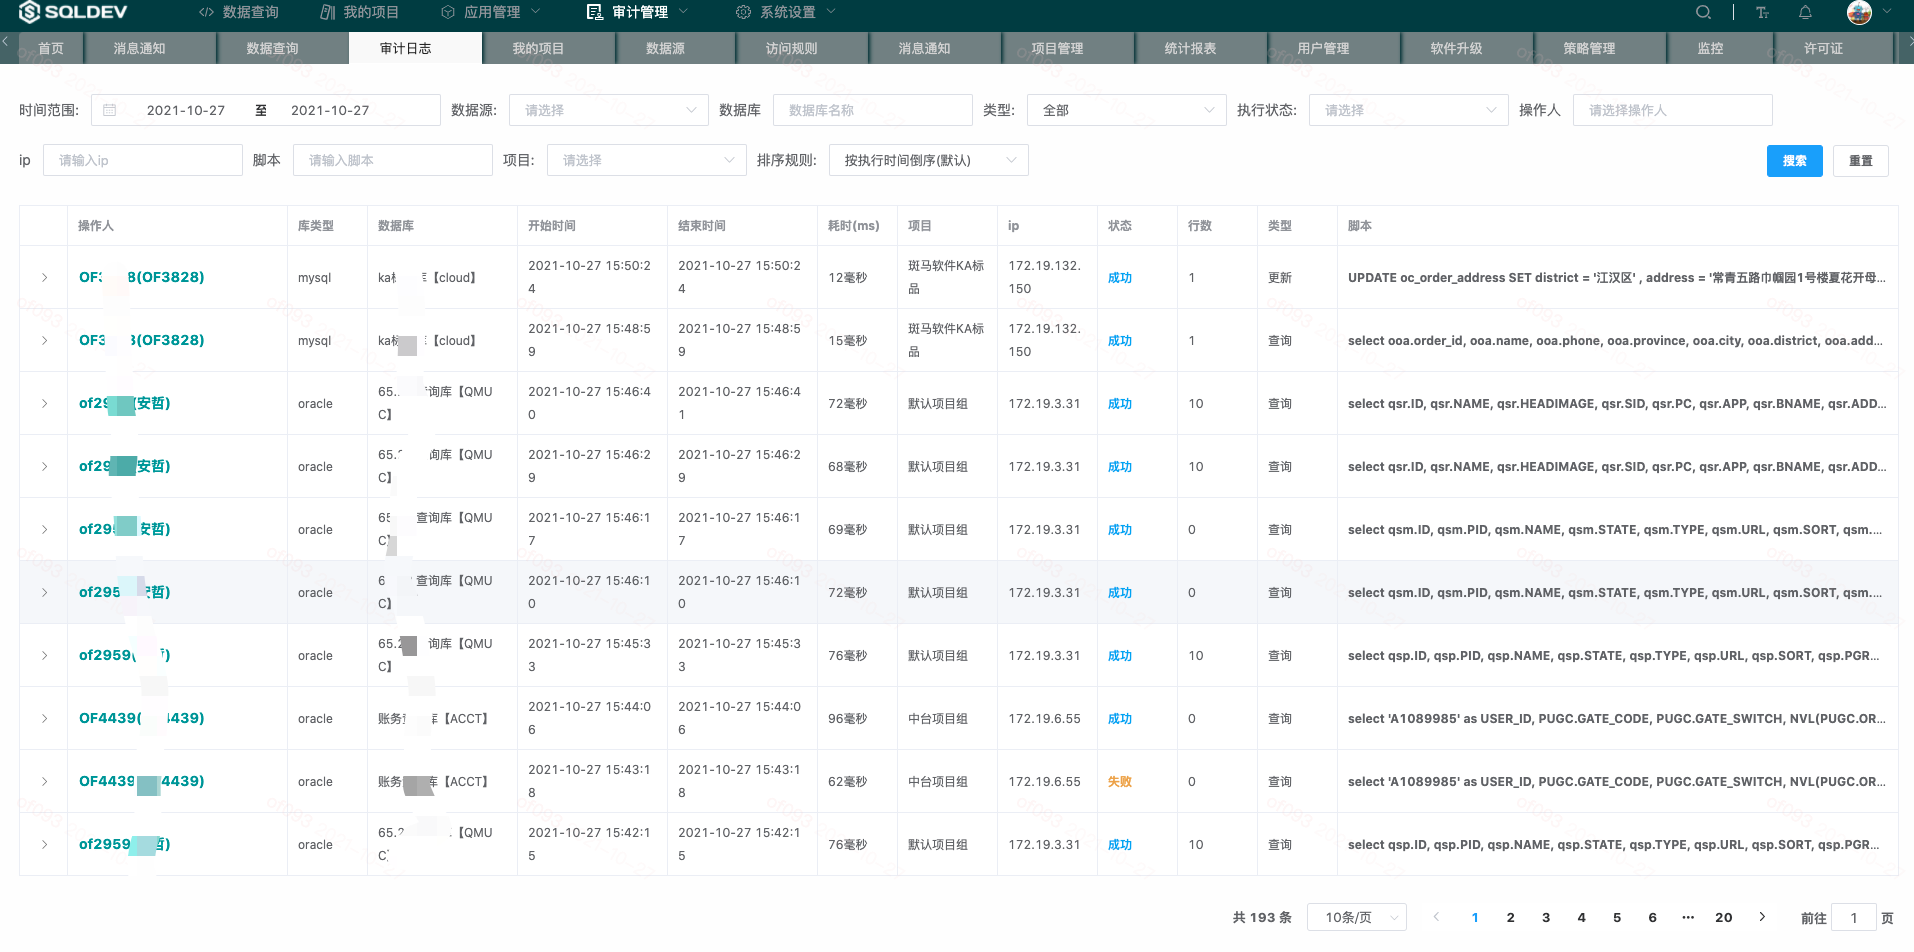 SQLDEV 数据查询 我的项目 应用管理 审计管理 系统设置
首页 消息通知 数据查询 审计日志 我的项目 数据源 访问规则 消息通知 项目管理 统计报表 用户管理 软件升级 策略管理 监控 许可证
时间范围: 2021-10-27 至 2021-10-27 数据源: 请选择 数据库 数据库名称 类型: 全部 执行状态: 请选择 操作人 请选择操作人
ip 请输入ip 脚本 请输入脚本 项目: 请选择 排序规则: 按执行时间倒序(默认) 搜索 重置
操作人 库类型 数据库 开始时间 结束时间 耗时(ms) 项目 ip 状态 行数 类型 脚本
OF3 8(OF3828) mysql ka 库【cloud】 2021-10-27 15:50:24 2021-10-27 15:50:24 12毫秒 斑马软件KA标品 172.19.132.150 成功 1 更新 UPDATE oc_order_address SET district = '江汉区' , address = '常青五路巾帼园1号楼夏花开母...
OF3 3(OF3828) mysql ka 【cloud】 2021-10-27 15:48:59 2021-10-27 15:48:59 15毫秒 斑马软件KA标品 172.19.132.150 成功 1 查询 select ooa.order_id, ooa.name, ooa.phone, ooa.province, ooa.city, ooa.district, ooa.add...
of29 (安哲) oracle 65. 询库【QMUC】 2021-10-27 15:46:40 2021-10-27 15:46:41 72毫秒 默认项目组 172.19.3.31 成功 10 查询 select qsr.ID, qsr.NAME, qsr.HEADIMAGE, qsr.SID, qsr.PC, qsr.APP, qsr.BNAME, qsr.ADD...
of29 安哲) oracle 65. 询库【QMUC】 2021-10-27 15:46:29 2021-10-27 15:46:29 68毫秒 默认项目组 172.19.3.31 成功 10 查询 select qsr.ID, qsr.NAME, qsr.HEADIMAGE, qsr.SID, qsr.PC, qsr.APP, qsr.BNAME, qsr.ADD...
of29 安哲) oracle 65 查询库【QMUC】 2021-10-27 15:46:17 2021-10-27 15:46:17 69毫秒 默认项目组 172.19.3.31 成功 0 查询 select qsm.ID, qsm.PID, qsm.NAME, qsm.STATE, qsm.TYPE, qsm.URL, qsm.SORT, qsm....
of295 安哲) oracle 6 查询库【QMUC】 2021-10-27 15:46:10 2021-10-27 15:46:10 72毫秒 默认项目组 172.19.3.31 成功 0 查询 select qsm.ID, qsm.PID, qsm.NAME, qsm.STATE, qsm.TYPE, qsm.URL, qsm.SORT, qsm....
of2959( ) oracle 65.2 询库【QMUC】 2021-10-27 15:45:33 2021-10-27 15:45:33 76毫秒 默认项目组 172.19.3.31 成功 10 查询 select qsp.ID, qsp.PID, qsp.NAME, qsp.STATE, qsp.TYPE, qsp.URL, qsp.SORT, qsp.PGR...
OF4439( 4439) oracle 账务 库【ACCT】 2021-10-27 15:44:06 2021-10-27 15:44:06 96毫秒 中台项目组 172.19.6.55 成功 0 查询 select 'A1089985' as USER_ID, PUGC.GATE_CODE, PUGC.GATE_SWITCH, NVL(PUGC.OR...
OF4439 4439) oracle 账务 库【ACCT】 2021-10-27 15:43:18 2021-10-27 15:43:18 62毫秒 中台项目组 172.19.6.55 失败 0 查询 select 'A1089985' as USER_ID, PUGC.GATE_CODE, PUGC.GATE_SWITCH, NVL(PUGC.OR...
of2959 哲) oracle 65.2 【QMUC】 2021-10-27 15:42:15 2021-10-27 15:42:15 76毫秒 默认项目组 172.19.3.31 成功 10 查询 select qsp.ID, qsp.PID, qsp.NAME, qsp.STATE, qsp.TYPE, qsp.URL, qsp.SORT, qsp.PGR...
共 193 条 10条/页 1 2 3 4 5 6 ... 20 前往 1 页